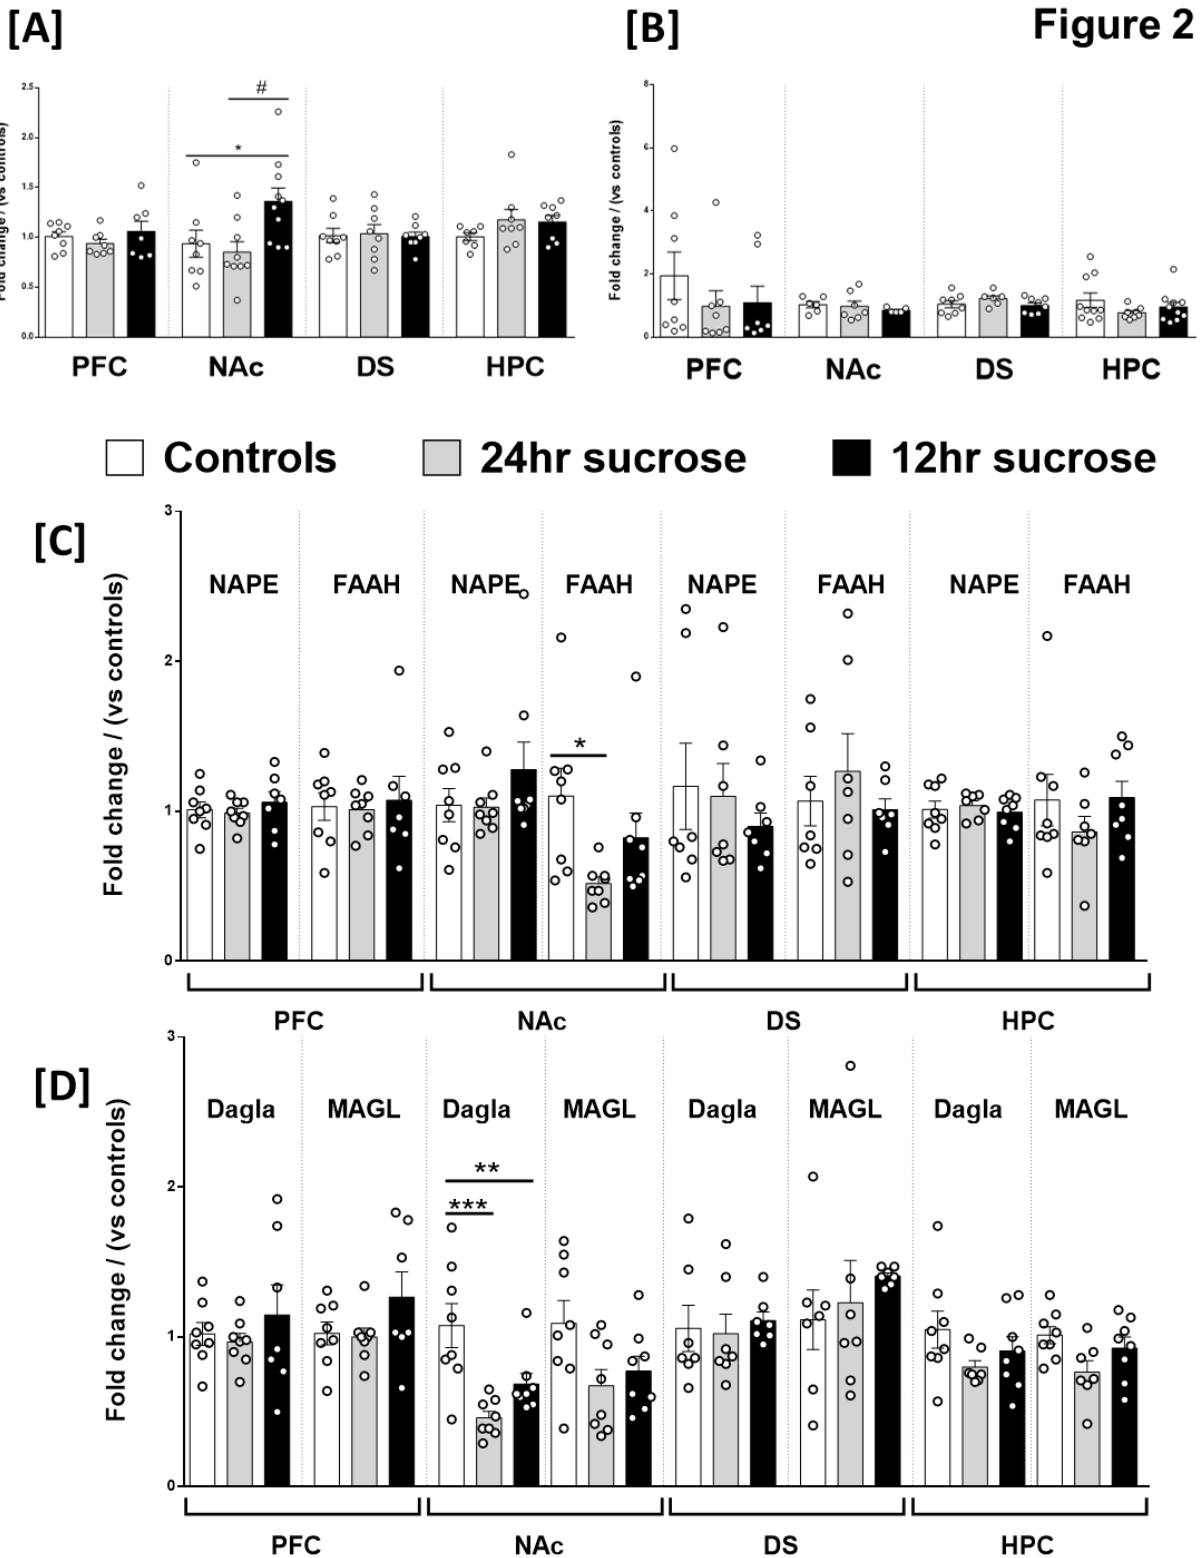 [A]
[B]
Figure 2
Fold change / (vs controls)
2.5
2.0
1.5
1.0
0.5
0.0
#
*
PFC NAc DS HPC
Fold change / (vs controls)
8
6
4
2
0
PFC NAc DS HPC
Controls 24hr sucrose 12hr sucrose
[C]
Fold change / (vs controls)
3
2
1
0
NAPE FAAH NAPE FAAH NAPE FAAH NAPE FAAH
*
PFC NAc DS HPC
[D]
Fold change / (vs controls)
3
2
1
0
Dagla MAGL Dagla MAGL Dagla MAGL Dagla MAGL
**
***
PFC NAc DS HPC